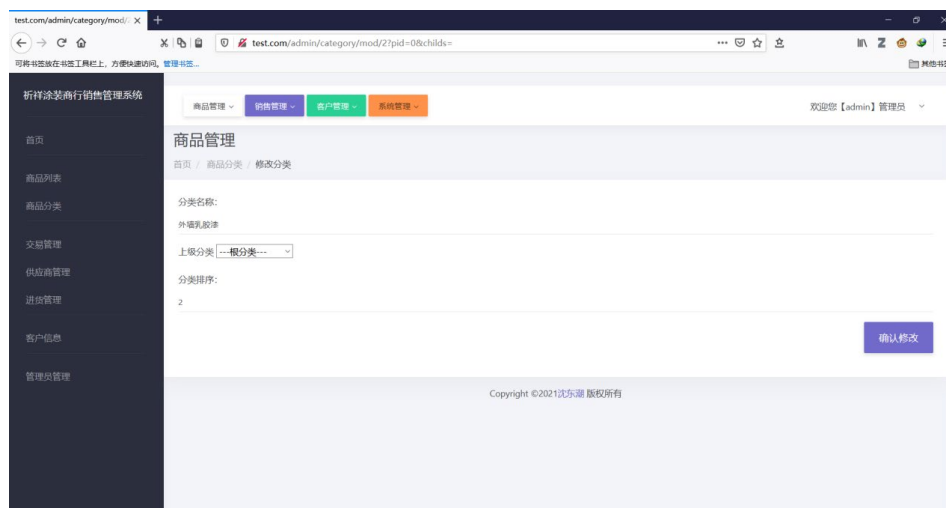 test.com/admin/category/mod/
test.com/admin/category/mod/2?pid=0&childs=
可将书签放在书签工具栏上，方便快速访问。管理书签...
其他书签
祈祥涂装商行销售管理系统
商品管理
销售管理
客户管理
系统管理
欢迎您【admin】管理员
首页
商品列表
商品分类
交易管理
供应商管理
进货管理
客户信息
管理员管理
商品管理
首页 / 商品分类 / 修改分类
分类名称:
外墙乳胶漆
上级分类 ---根分类---
分类排序:
2
确认修改
Copyright ©2021沈东潮 版权所有